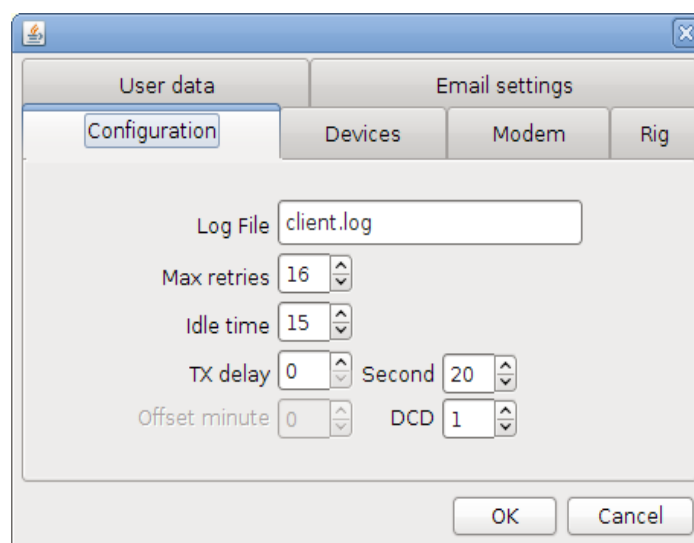 User data Email settings
Configuration Devices Modem Rig
Log File client.log
Max retries 16
Idle time 15
TX delay 0 Second 20
Offset minute 0 DCD 1
OK Cancel